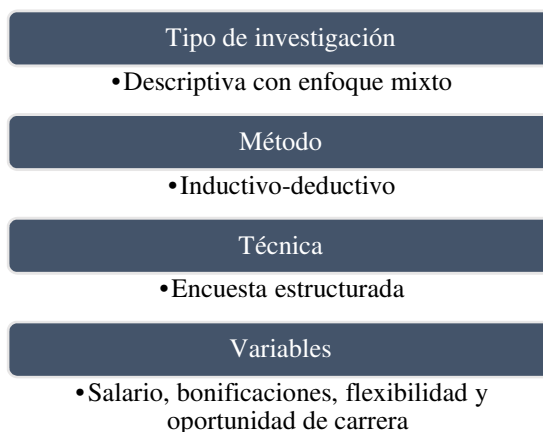 Tipo de investigación
•Descriptiva con enfoque mixto
Método
•Inductivo-deductivo
Técnica
•Encuesta estructurada
Variables
•Salario, bonificaciones, flexibilidad y
oportunidad de carrera